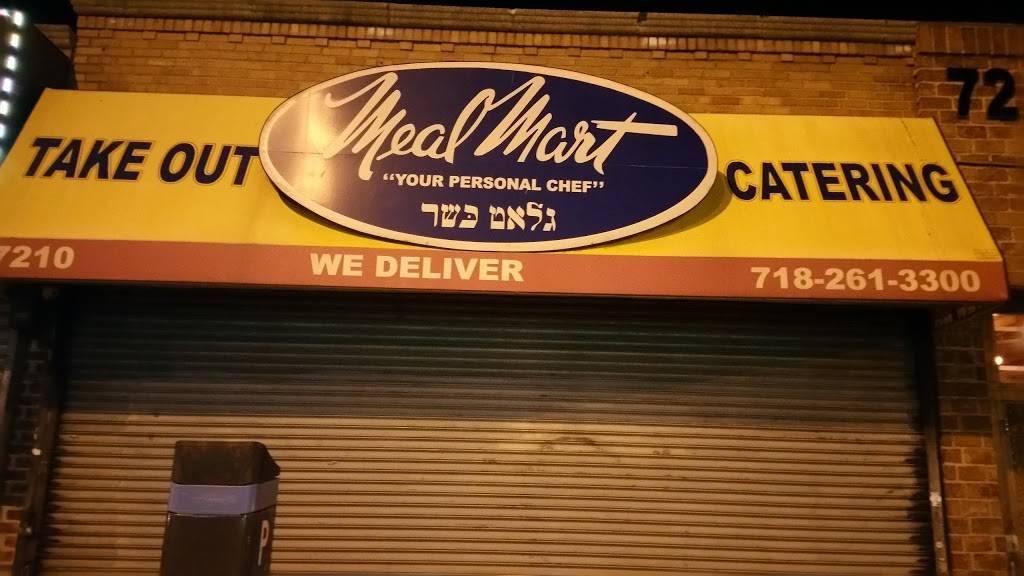 Meal Mart
"YOUR PERSONAL CHEF"
גלאט כשר
TAKE OUT
CATERING
7210
WE DELIVER
718-261-3300
72
P